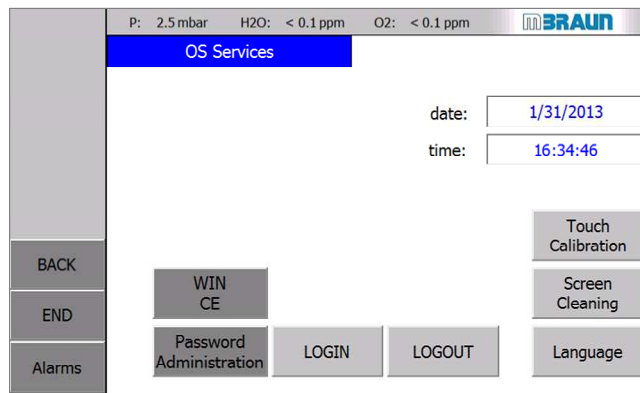 P: 2.5 mbar H2O: < 0.1 ppm O2: < 0.1 ppm mBRAUN
OS Services
date: 1/31/2013
time: 16:34:46
Touch
Calibration
BACK
WIN
CE
Screen
Cleaning
END
Password
Administration
LOGIN
LOGOUT
Language
Alarms